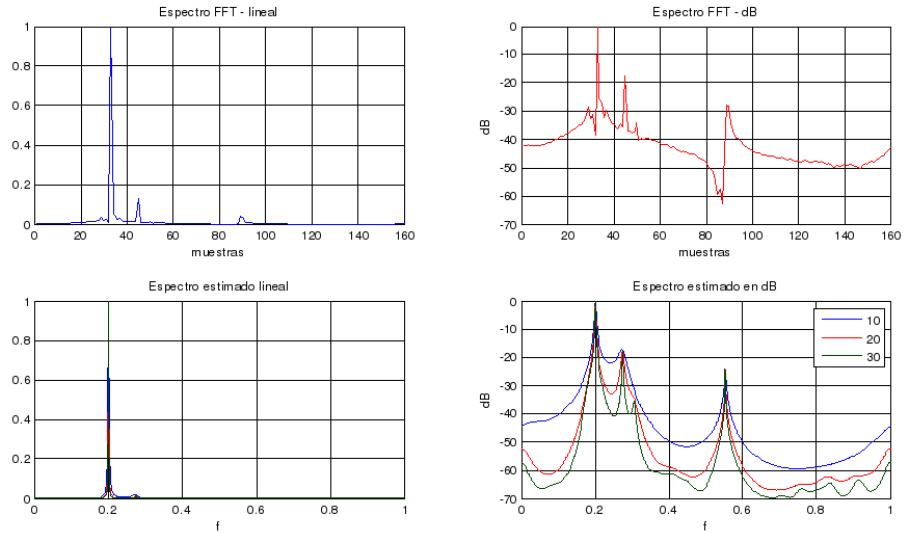 Espectro FFT - lineal
1
0.8
0.6
0.4
0.2
0
0 20 40 60 80 100 120 140 160
muestras
Espectro FFT - dB
0
-10
-20
-30
-40
-50
-60
-70
dB
0 20 40 60 80 100 120 140 160
muestras
Espectro estimado lineal
1
0.8
0.6
0.4
0.2
0
0 0.2 0.4 0.6 0.8 1
f
Espectro estimado en dB
0
-10
-20
-30
-40
-50
-60
-70
dB
10
20
30
0 0.2 0.4 0.6 0.8 1
f